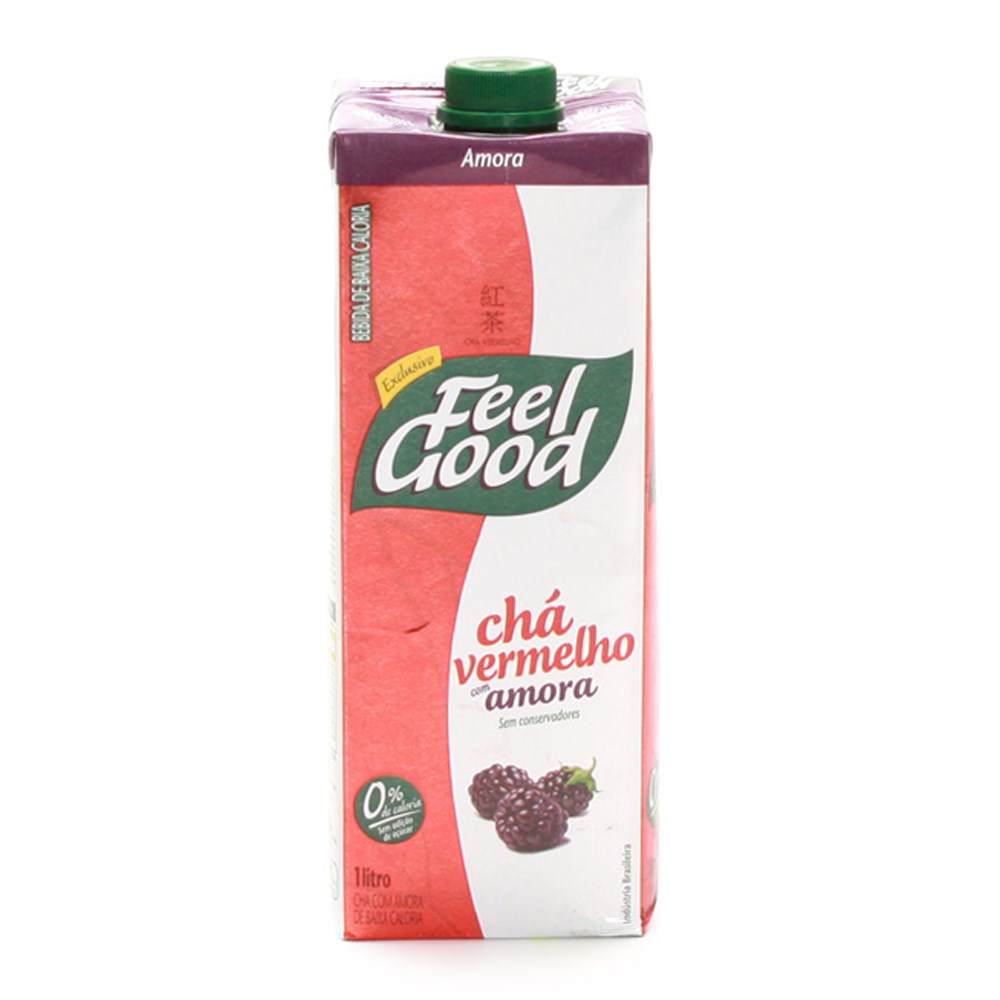 Amora
BEBIDA DE BAIXA CALORIA
紅
茶
CHÁ VERMELHO
Exclusivo
Feel
Good
chá
vermelho
com amora
Sem conservadores
0%
de caloria
Sem adição
de açúcar
1 litro
CHÁ COM AMORA
DE BAIXA CALORIA
Indústria Brasileira